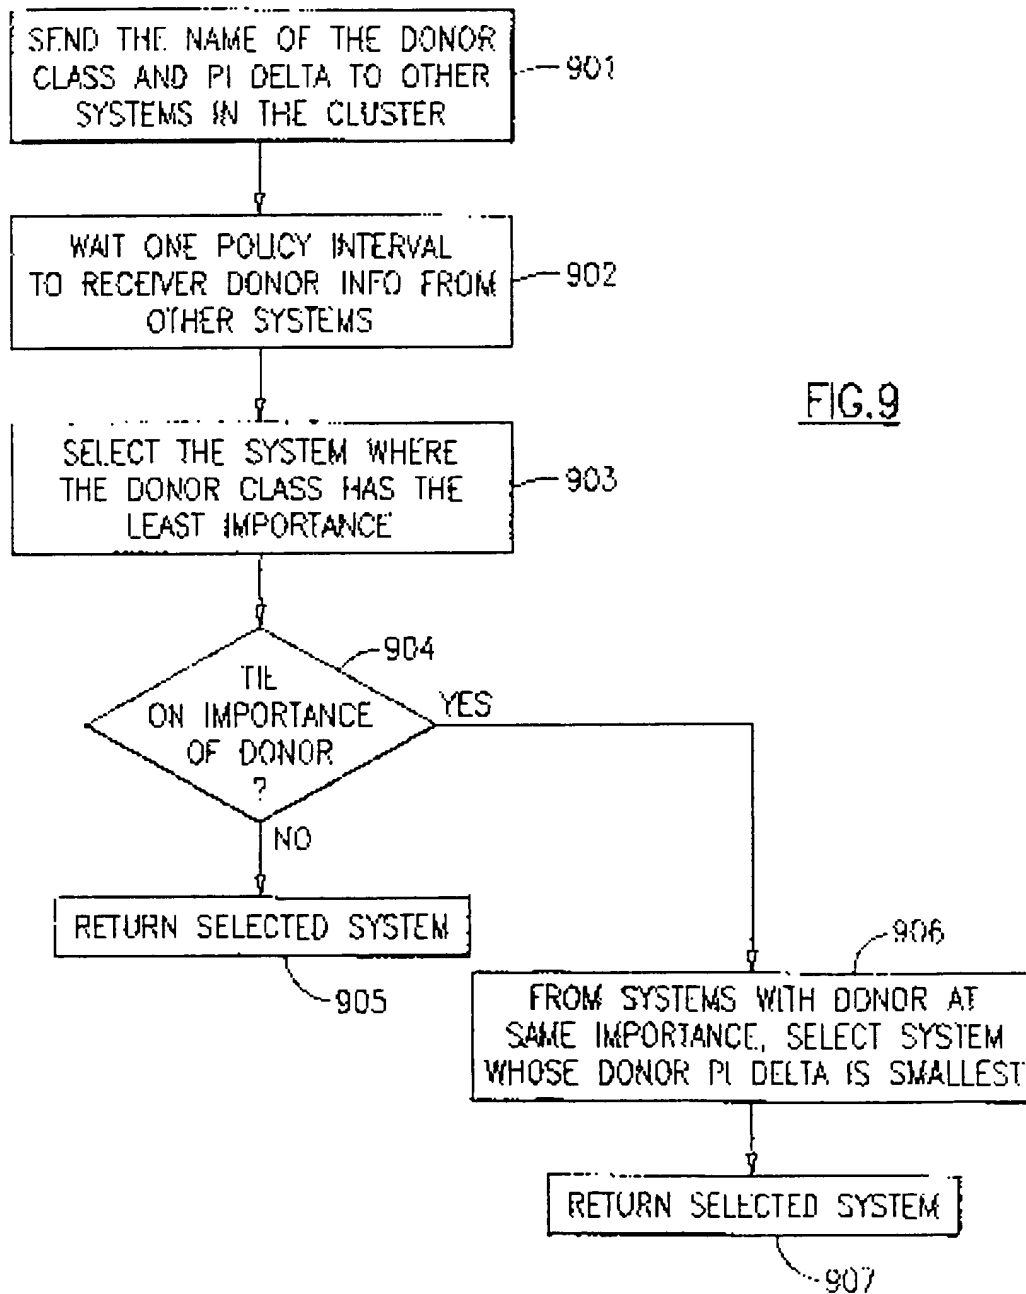 SEND THE NAME OF THE DONOR
CLASS AND PI DELTA TO OTHER
SYSTEMS IN THE CLUSTER
901
WAIT ONE POLICY INTERVAL
TO RECEIVER DONOR INFO FROM
OTHER SYSTEMS
902
FIG.9
SELECT THE SYSTEM WHERE
THE DONOR CLASS HAS THE
LEAST IMPORTANCE
903
904
TIE
ON IMPORTANCE
OF DONOR
?
YES
NO
RETURN SELECTED SYSTEM
905
906
FROM SYSTEMS WITH DONOR AT
SAME IMPORTANCE, SELECT SYSTEM
WHOSE DONOR PI DELTA IS SMALLEST
RETURN SELECTED SYSTEM
907